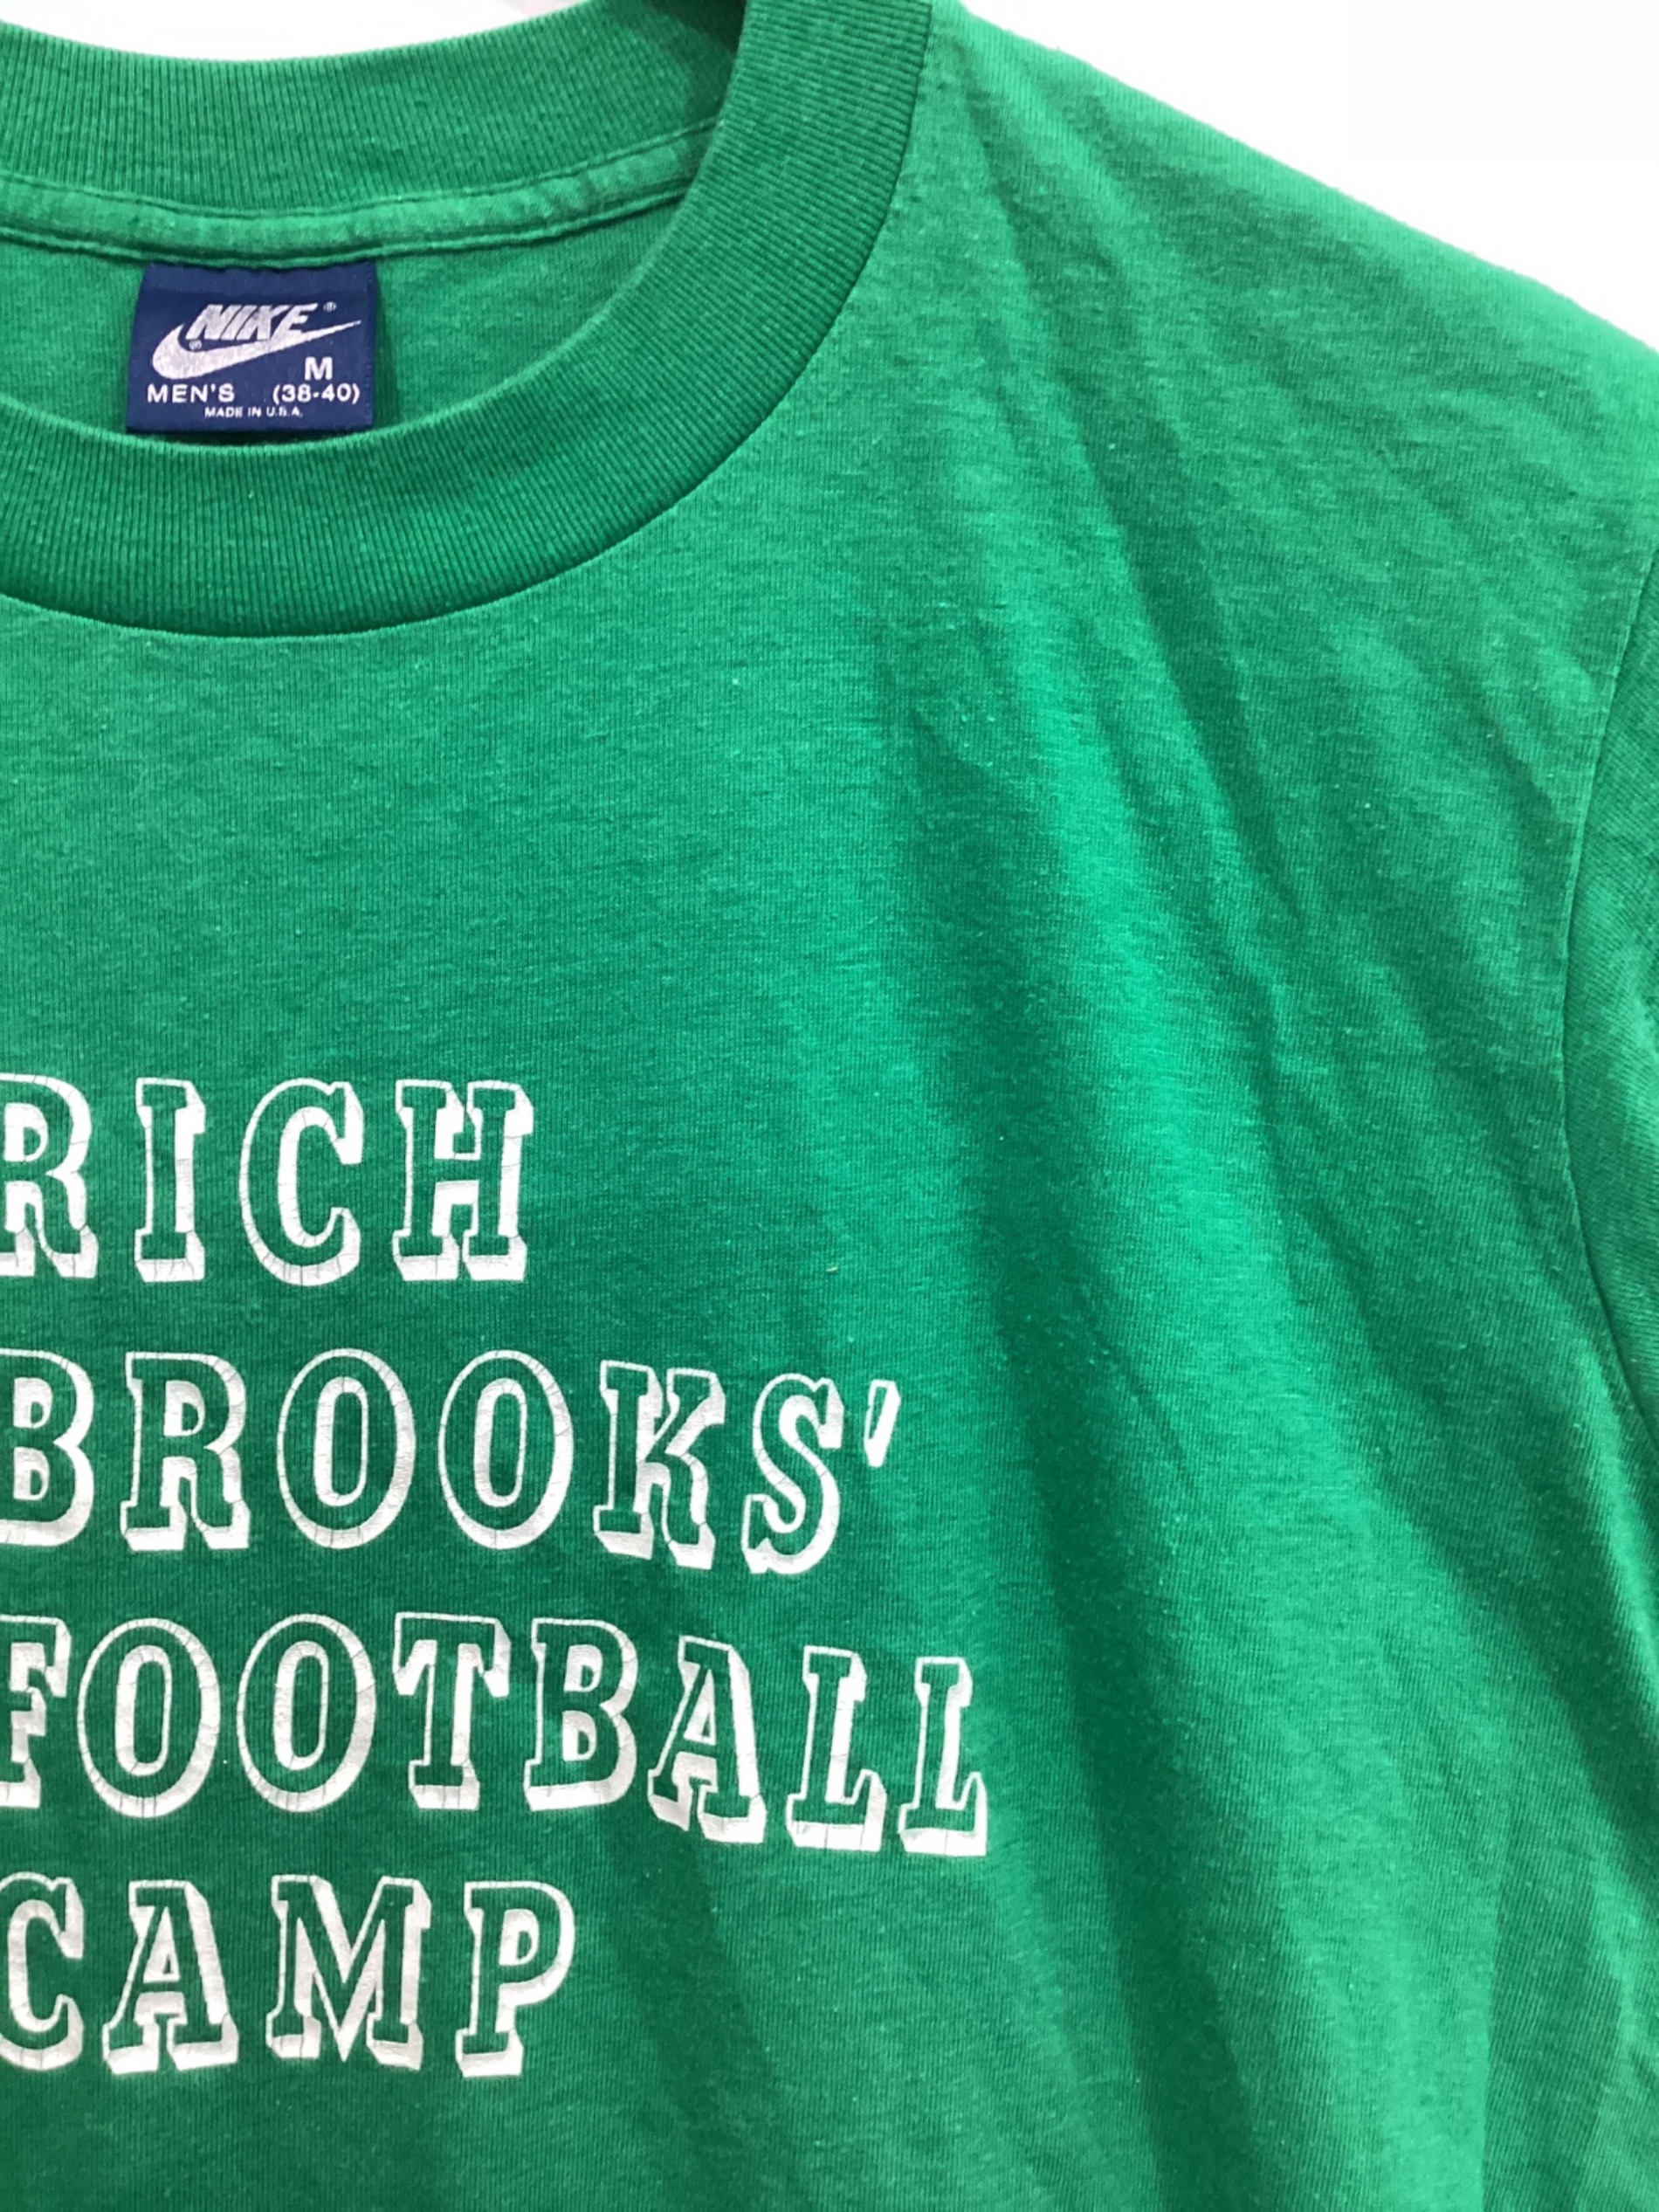 NIKE®
M
MEN'S (38-40)
MADE IN U.S.A.
RICH
BROOKS'
FOOTBALL
CAMP